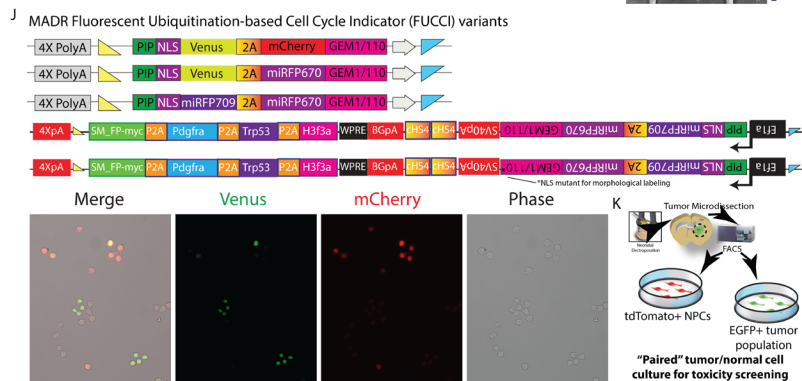 J
MADR Fluorescent Ubiquitination-based Cell Cycle Indicator (FUCCI) variants
4X PolyA PIP NLS Venus 2A mCherry GEM1/110
4X PolyA PIP NLS Venus 2A miRFP670 GEM1/110
4X PolyA PIP NLS miRFP709 2A miRFP670 GEM1/110
4XpA SM_FP-myc P2A Pdgfra P2A Trp53 P2A H3f3a WPRE BGpA cHS4 cHS4 SV40pA GEM1/110 miRFP670 2A miRFP709 NLS PIP Ef1a
4XpA SM_FP-myc P2A Pdgfra P2A Trp53 P2A H3f3a WPRE BGpA cHS4 cHS4 SV40pA GEM1/110 miRFP670 2A miRFP709 NLS PIP Ef1a
*NLS mutant for morphological labeling
Merge Venus mCherry Phase
K
Tumor Microdissection
Neonatal
Electroporation
FACS
tdTomato+ NPCs
EGFP+ tumor
population
"Paired" tumor/normal cell
culture for toxicity screening